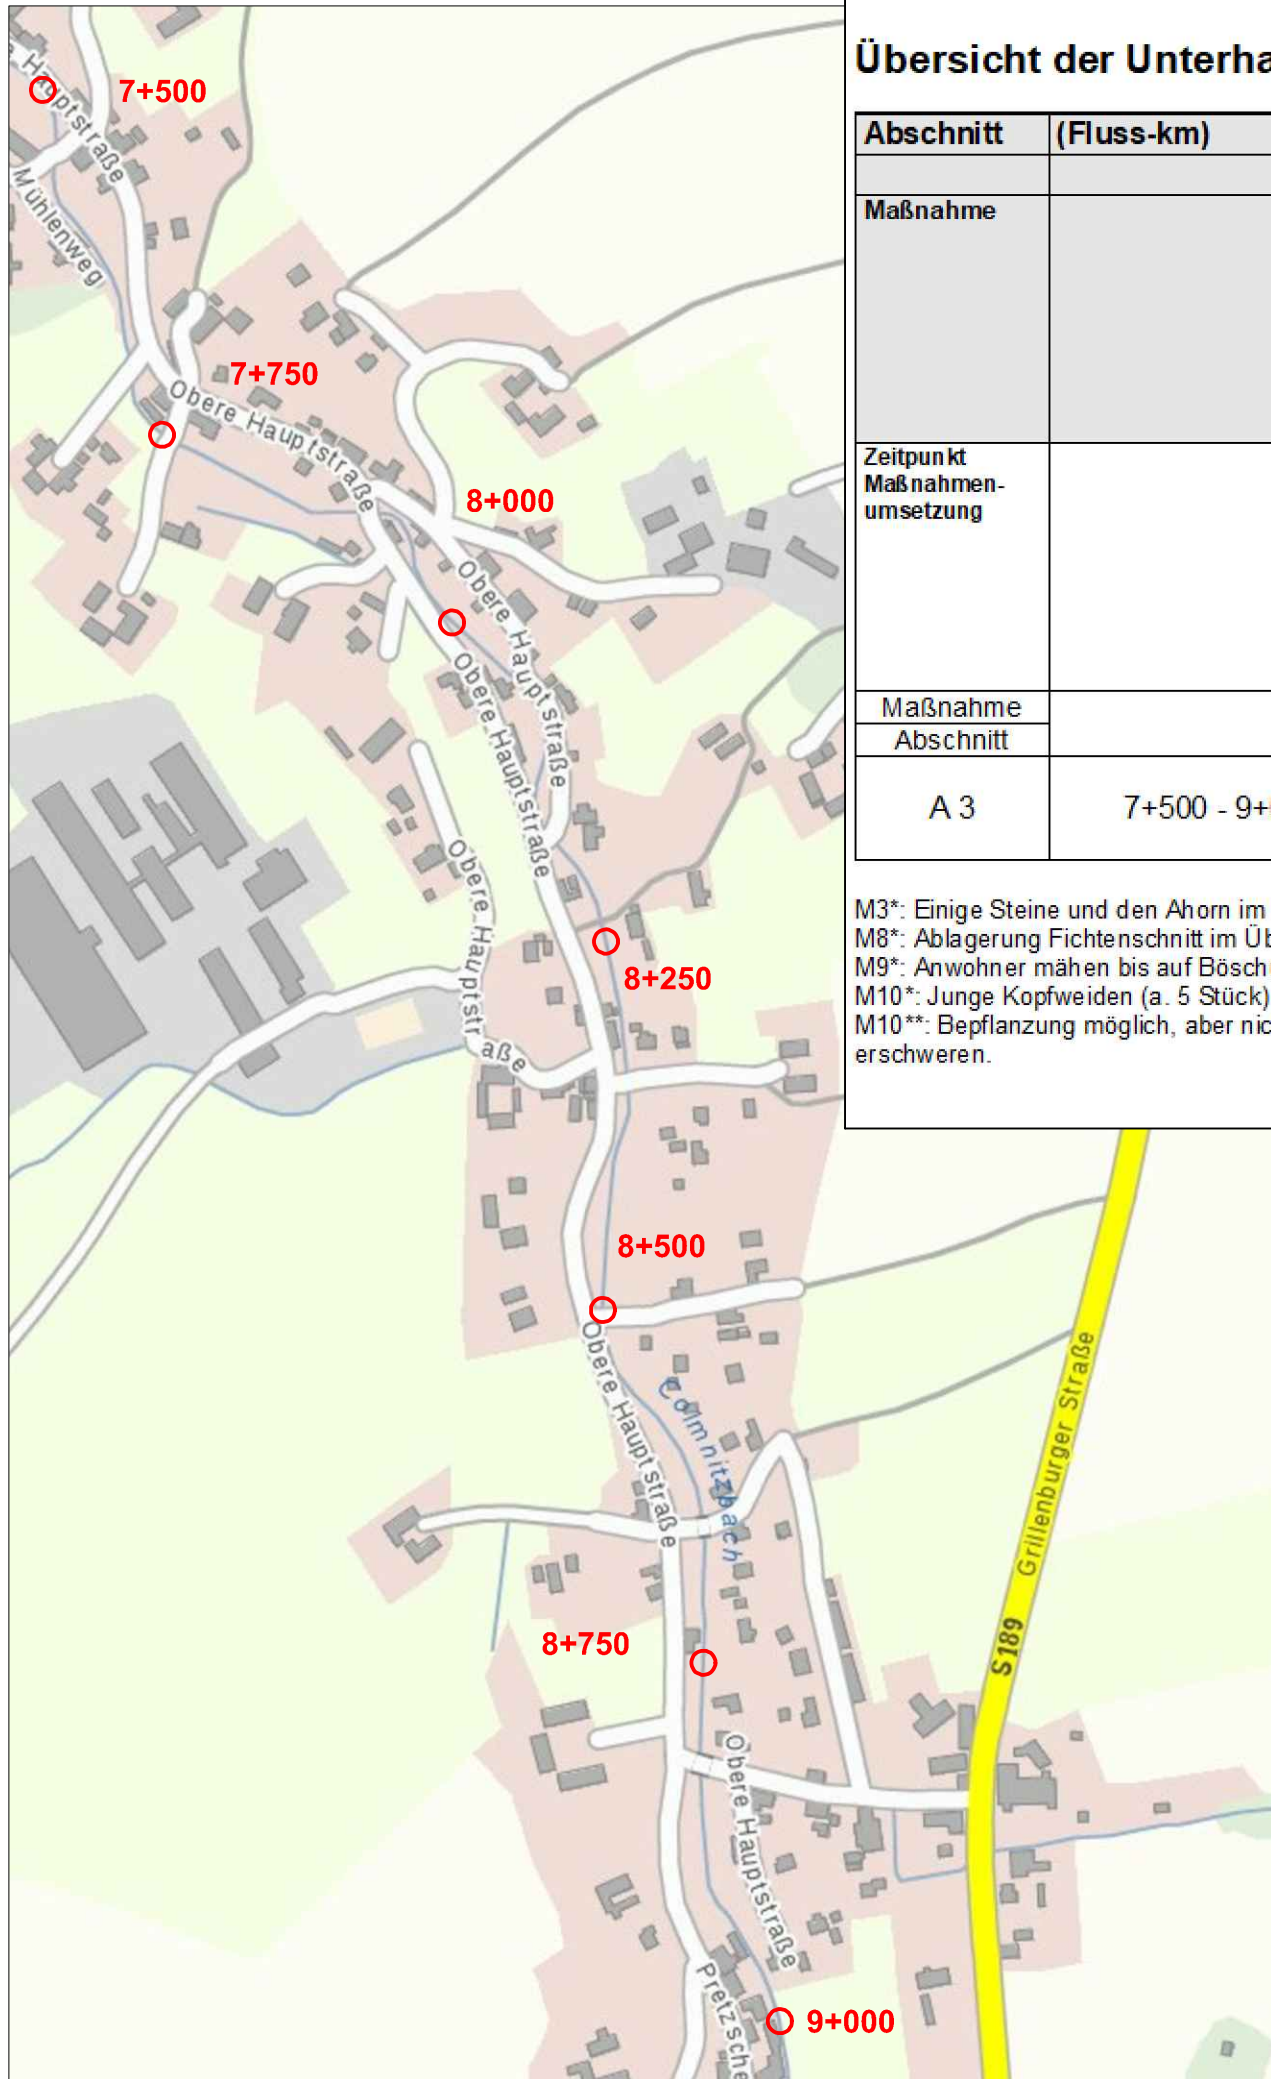 e Hauptstraße
7+500
Mühlenweg
7+750
Obere Hauptstraße
8+000
Obere Hauptstraße
Obere Hauptstraße
Obere Hauptstraße
8+250
8+500
Obere Hauptstraße
Colmnitzbach
8+750
Obere Hauptstraße
Pretzsche
9+000
S189 Grillenburger Straße
Übersicht der Unterha
Abschnitt (Fluss-km)
Maßnahme
Zeitpunkt
Maßnahmen-
umsetzung
Maßnahme
Abschnitt
A 3 7+500 - 9+
M3*: Einige Steine und den Ahorn im
M8*: Ablagerung Fichtenschnitt im Üb
M9*: Anwohner mähen bis auf Böschu
M10*: Junge Kopfweiden (a. 5 Stück)
M10**: Bepflanzung möglich, aber nic
erschweren.